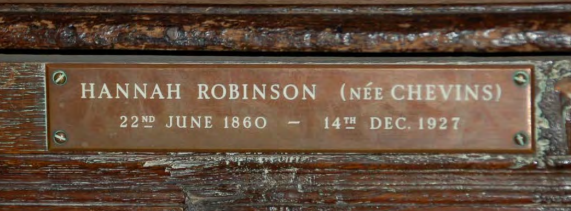 HANNAH ROBINSON (NÉE CHEVINS)
22ND JUNE 1860 – 14TH DEC. 1927